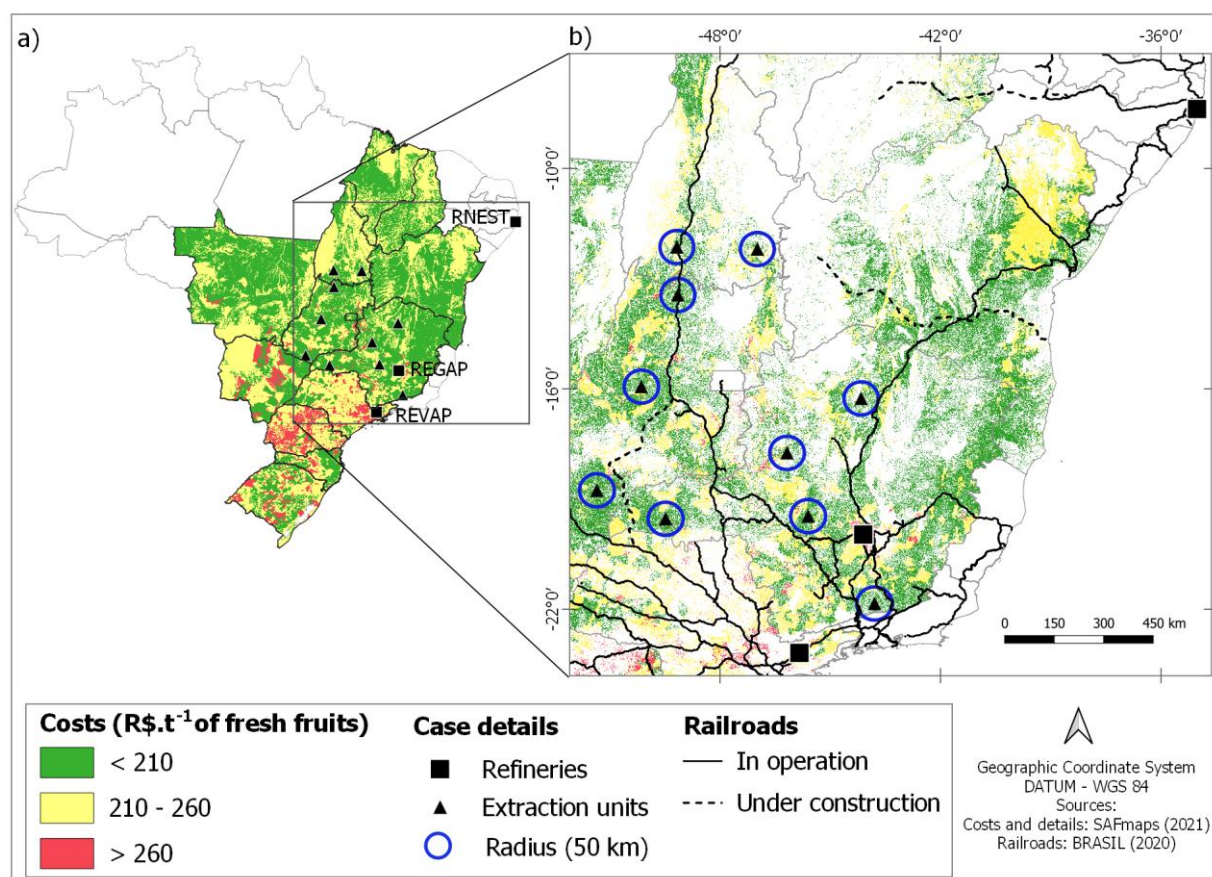 a)
b)
-48°0'
-42°0'
-36°0'
-10°0'
-16°0'
-22°0'
RNEST
REGAP
REVAP
0 150 300 450 km
Costs (R$.t⁻¹ of fresh fruits)
< 210
210 - 260
> 260
Case details
Refineries
Extraction units
Radius (50 km)
Railroads
In operation
Under construction
Geographic Coordinate System
DATUM - WGS 84
Sources:
Costs and details: SAFmaps (2021)
Railroads: BRASIL (2020)